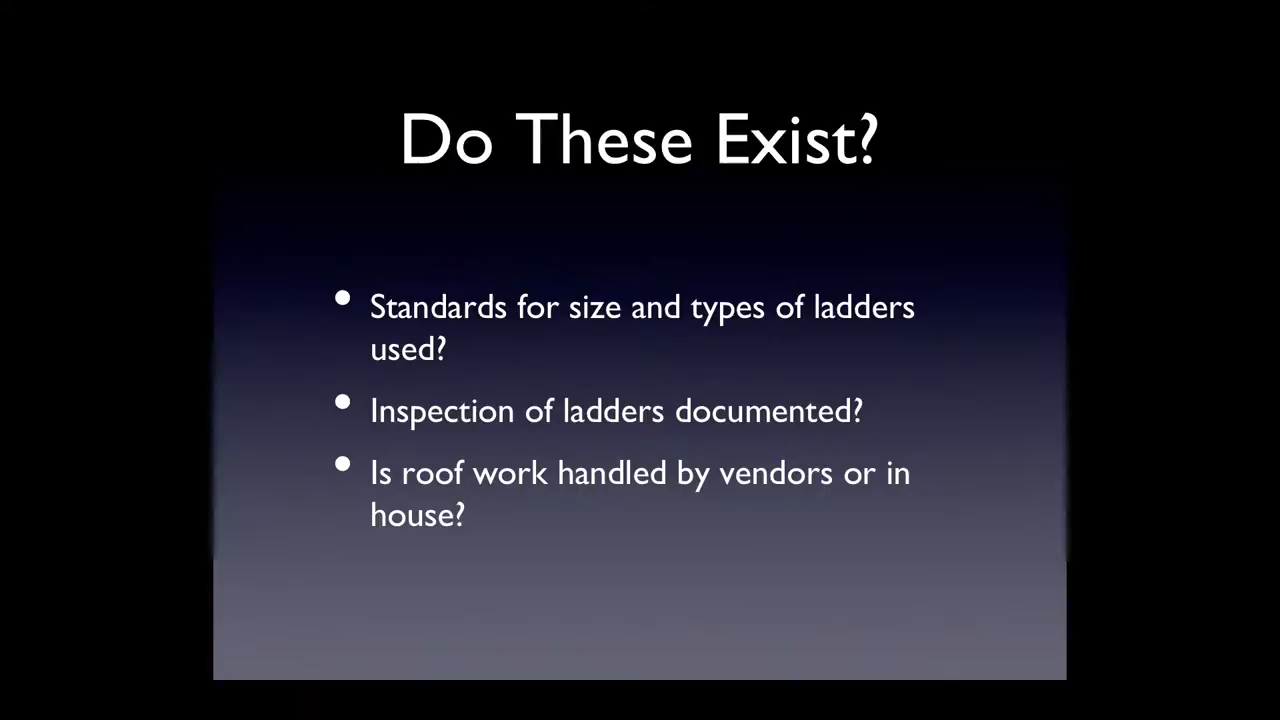 Do These Exist?
• Standards for size and types of ladders
used?
• Inspection of ladders documented?
• Is roof work handled by vendors or in
house?